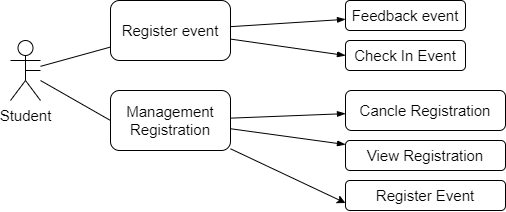 Feedback event
Register event
Check In Event
Student
Management
Registration
Cancle Registration
View Registration
Register Event